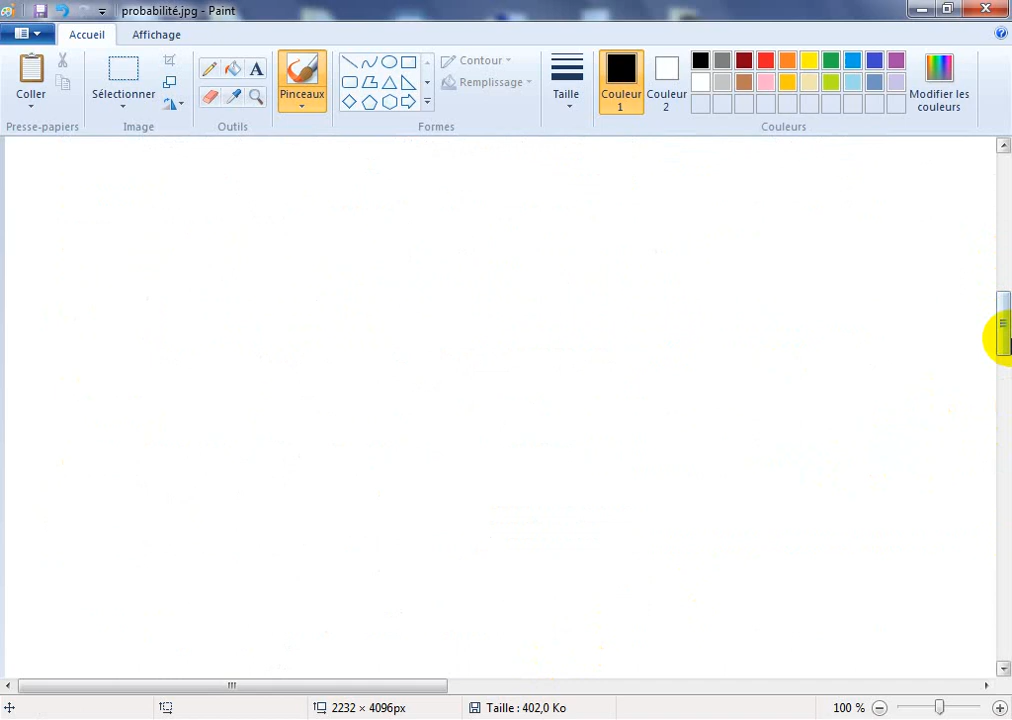 probabilité.jpg - Paint
Accueil Affichage
Coller
Sélectionner
A
Pinceaux
Contour
Remplissage
Taille
Couleur
1
Couleur
2
Modifier les
couleurs
Presse-papiers Image Outils Formes Couleurs
2232 × 4096px Taille : 402,0 Ko 100 %